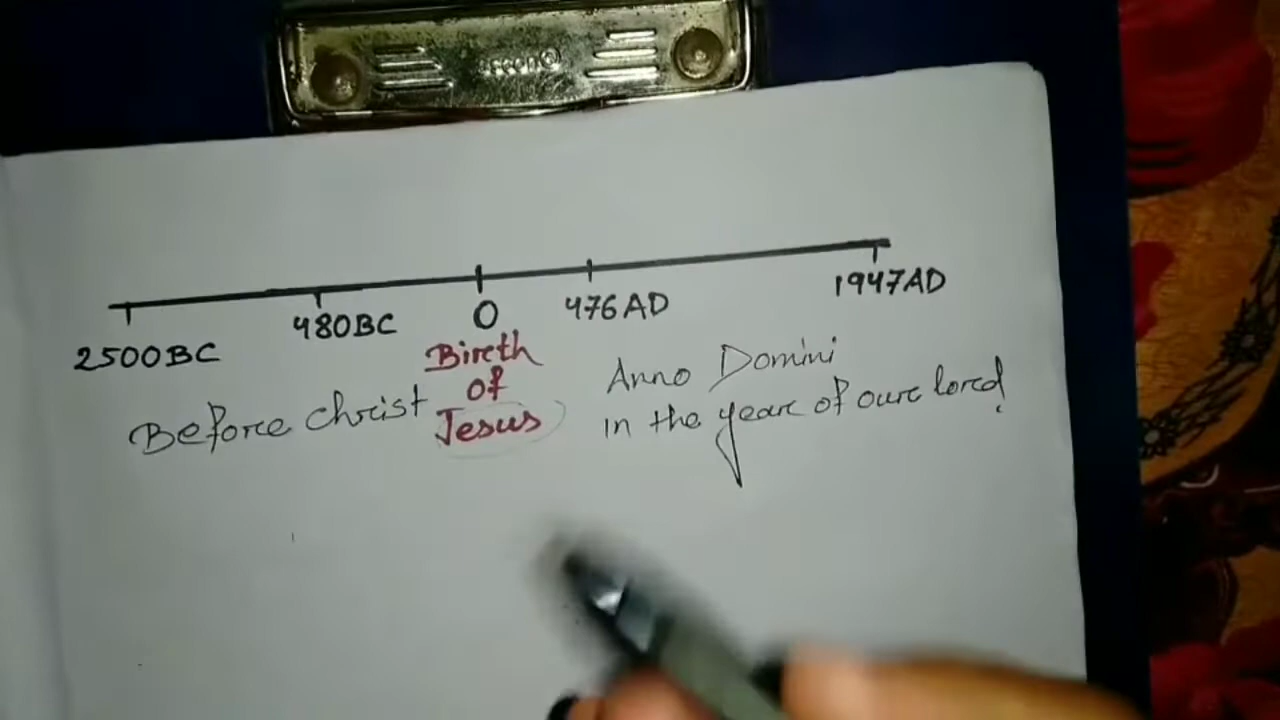 2500BC
480BC
0
476AD
1947AD
Before Christ
Birth
of
Jesus
Anno Domini
in the year of our lord